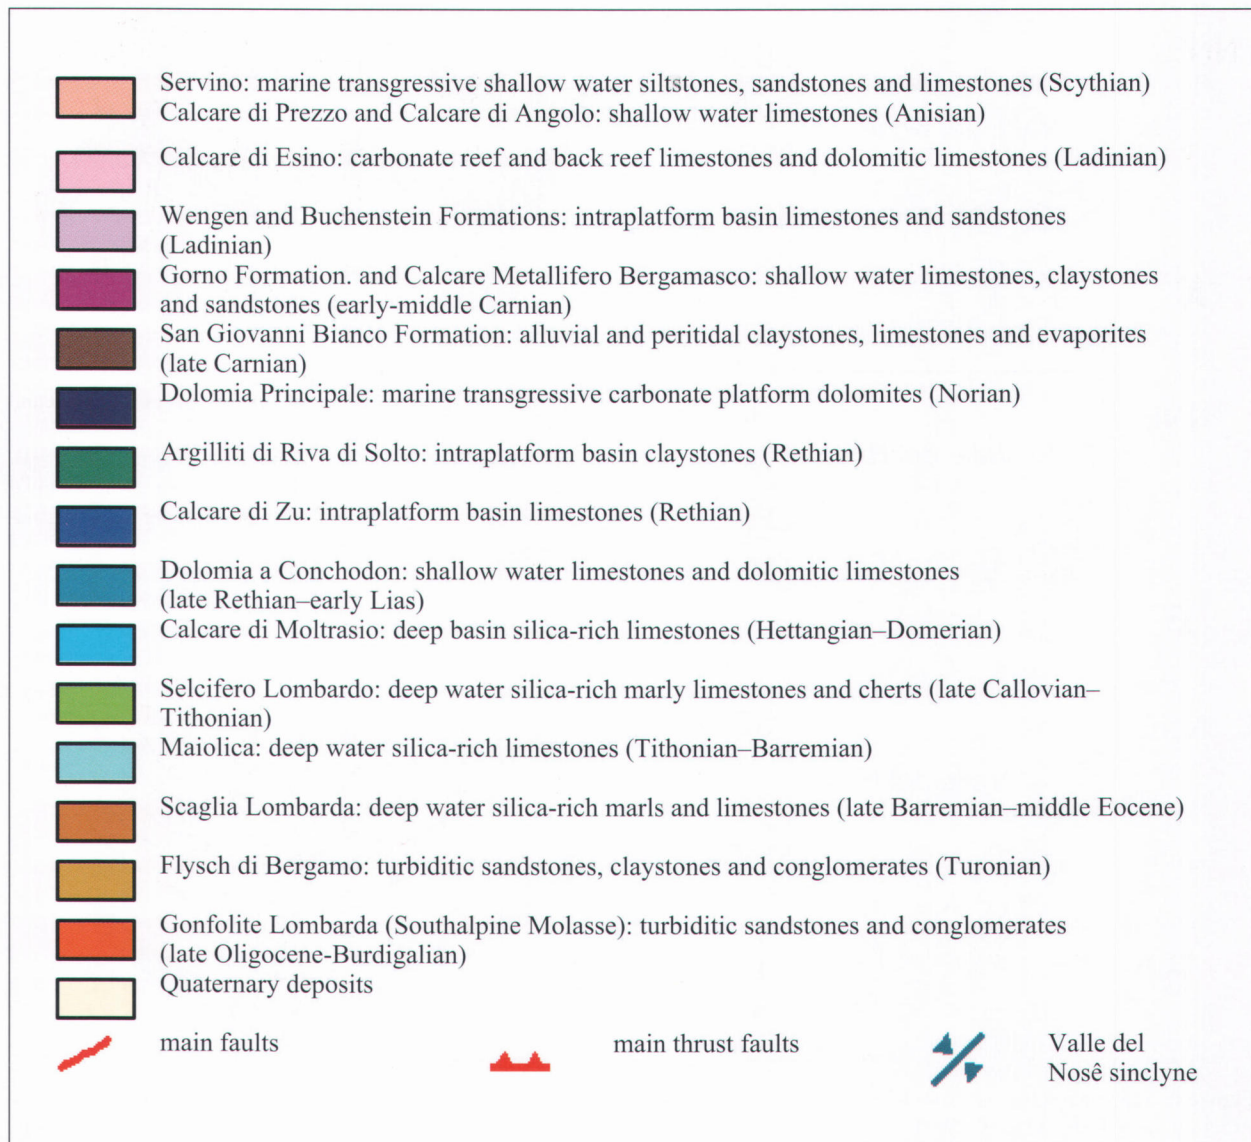 Servino: marine transgressive shallow water siltstones, sandstones and limestones (Scythian)
Calcare di Prezzo and Calcare di Angolo: shallow water limestones (Anisian)
Calcare di Esino: carbonate reef and back reef limestones and dolomitic limestones (Ladinian)
Wengen and Buchenstein Formations: intraplatform basin limestones and sandstones
(Ladinian)
Gorno Formation. and Calcare Metallifero Bergamasco: shallow water limestones, claystones
and sandstones (early-middle Carnian)
San Giovanni Bianco Formation: alluvial and peritidal claystones, limestones and evaporites
(late Carnian)
Dolomia Principale: marine transgressive carbonate platform dolomites (Norian)
Argilliti di Riva di Solto: intraplatform basin claystones (Rethian)
Calcare di Zu: intraplatform basin limestones (Rethian)
Dolomia a Conchodon: shallow water limestones and dolomitic limestones
(late Rethian–early Lias)
Calcare di Moltrasio: deep basin silica-rich limestones (Hettangian–Domerian)
Selcifero Lombardo: deep water silica-rich marly limestones and cherts (late Callovian–
Tithonian)
Maiolica: deep water silica-rich limestones (Tithonian–Barremian)
Scaglia Lombarda: deep water silica-rich marls and limestones (late Barremian–middle Eocene)
Flysch di Bergamo: turbiditic sandstones, claystones and conglomerates (Turonian)
Gonfolite Lombarda (Southalpine Molasse): turbiditic sandstones and conglomerates
(late Oligocene-Burdigalian)
Quaternary deposits
main faults
main thrust faults
Valle del
Nosê sinclyne